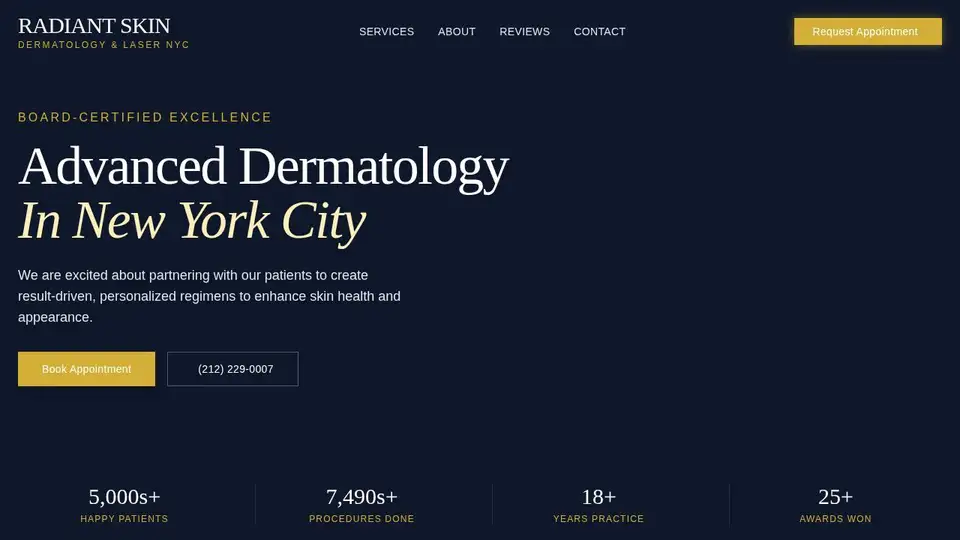 RADIANT SKIN
DERMATOLOGY & LASER NYC
SERVICES ABOUT REVIEWS CONTACT
Request Appointment
BOARD-CERTIFIED EXCELLENCE
Advanced Dermatology
In New York City
We are excited about partnering with our patients to create
result-driven, personalized regimens to enhance skin health and
appearance.
Book Appointment
(212) 229-0007
5,000s+ 7,490s+ 18+ 25+
HAPPY PATIENTS PROCEDURES DONE YEARS PRACTICE AWARDS WON